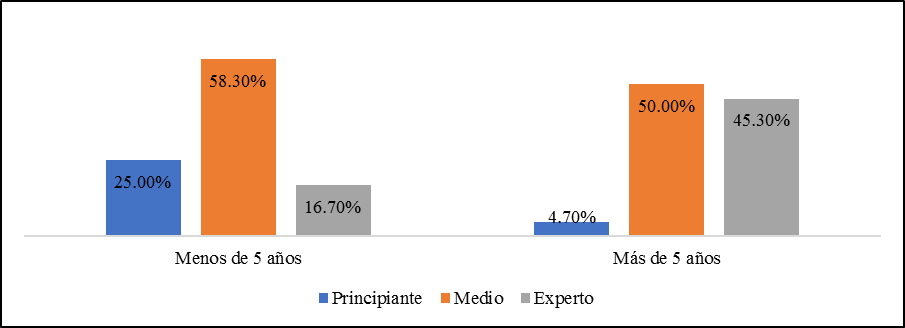 58.30%
50.00%
45.30%
25.00%
16.70%
4.70%
Menos de 5 años
Más de 5 años
Principiante Medio Experto